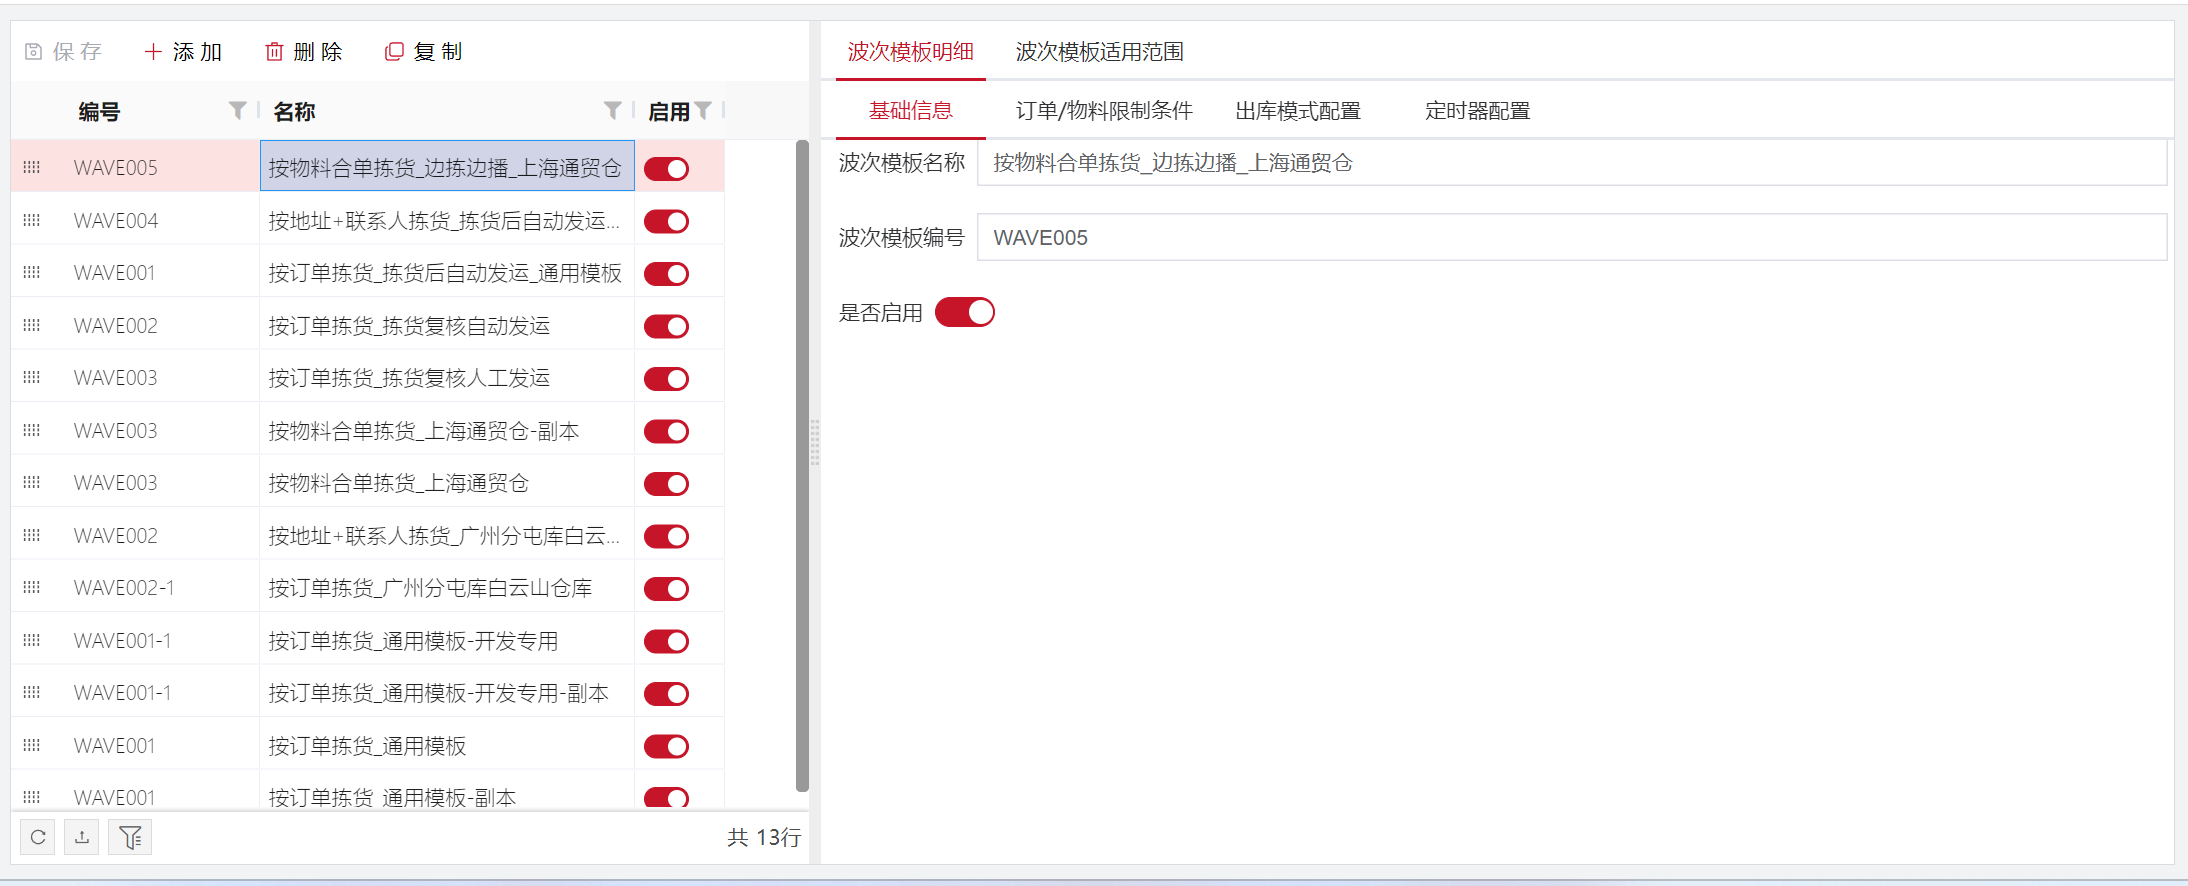 保存 添加 删除 复制
编号 名称 启用
WAVE005 按物料合单拣货_边拣边播_上海通贸仓
WAVE004 按地址+联系人拣货_拣货后自动发运...
WAVE001 按订单拣货_拣货后自动发运_通用模板
WAVE002 按订单拣货_拣货复核自动发运
WAVE003 按订单拣货_拣货复核人工发运
WAVE003 按物料合单拣货_上海通贸仓-副本
WAVE003 按物料合单拣货_上海通贸仓
WAVE002 按地址+联系人拣货_广州分屯库白云...
WAVE002-1 按订单拣货_广州分屯库白云山仓库
WAVE001-1 按订单拣货_通用模板-开发专用
WAVE001-1 按订单拣货_通用模板-开发专用-副本
WAVE001 按订单拣货_通用模板
WAVE001 按订单拣货_通用模板-副本
共 13行
波次模板明细 波次模板适用范围
基础信息 订单/物料限制条件 出库模式配置 定时器配置
波次模板名称 按物料合单拣货_边拣边播_上海通贸仓
波次模板编号 WAVE005
是否启用